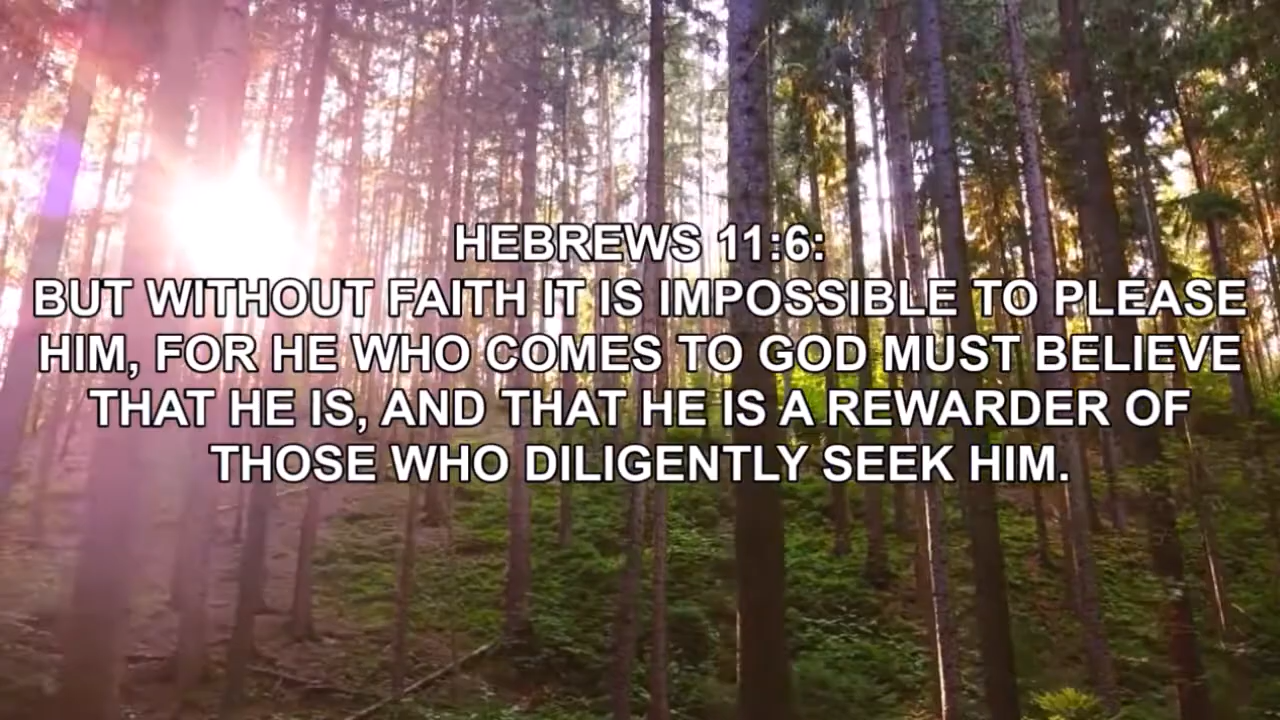 HEBREWS 11:6:
BUT WITHOUT FAITH IT IS IMPOSSIBLE TO PLEASE
HIM, FOR HE WHO COMES TO GOD MUST BELIEVE
THAT HE IS, AND THAT HE IS A REWARDER OF
THOSE WHO DILIGENTLY SEEK HIM.